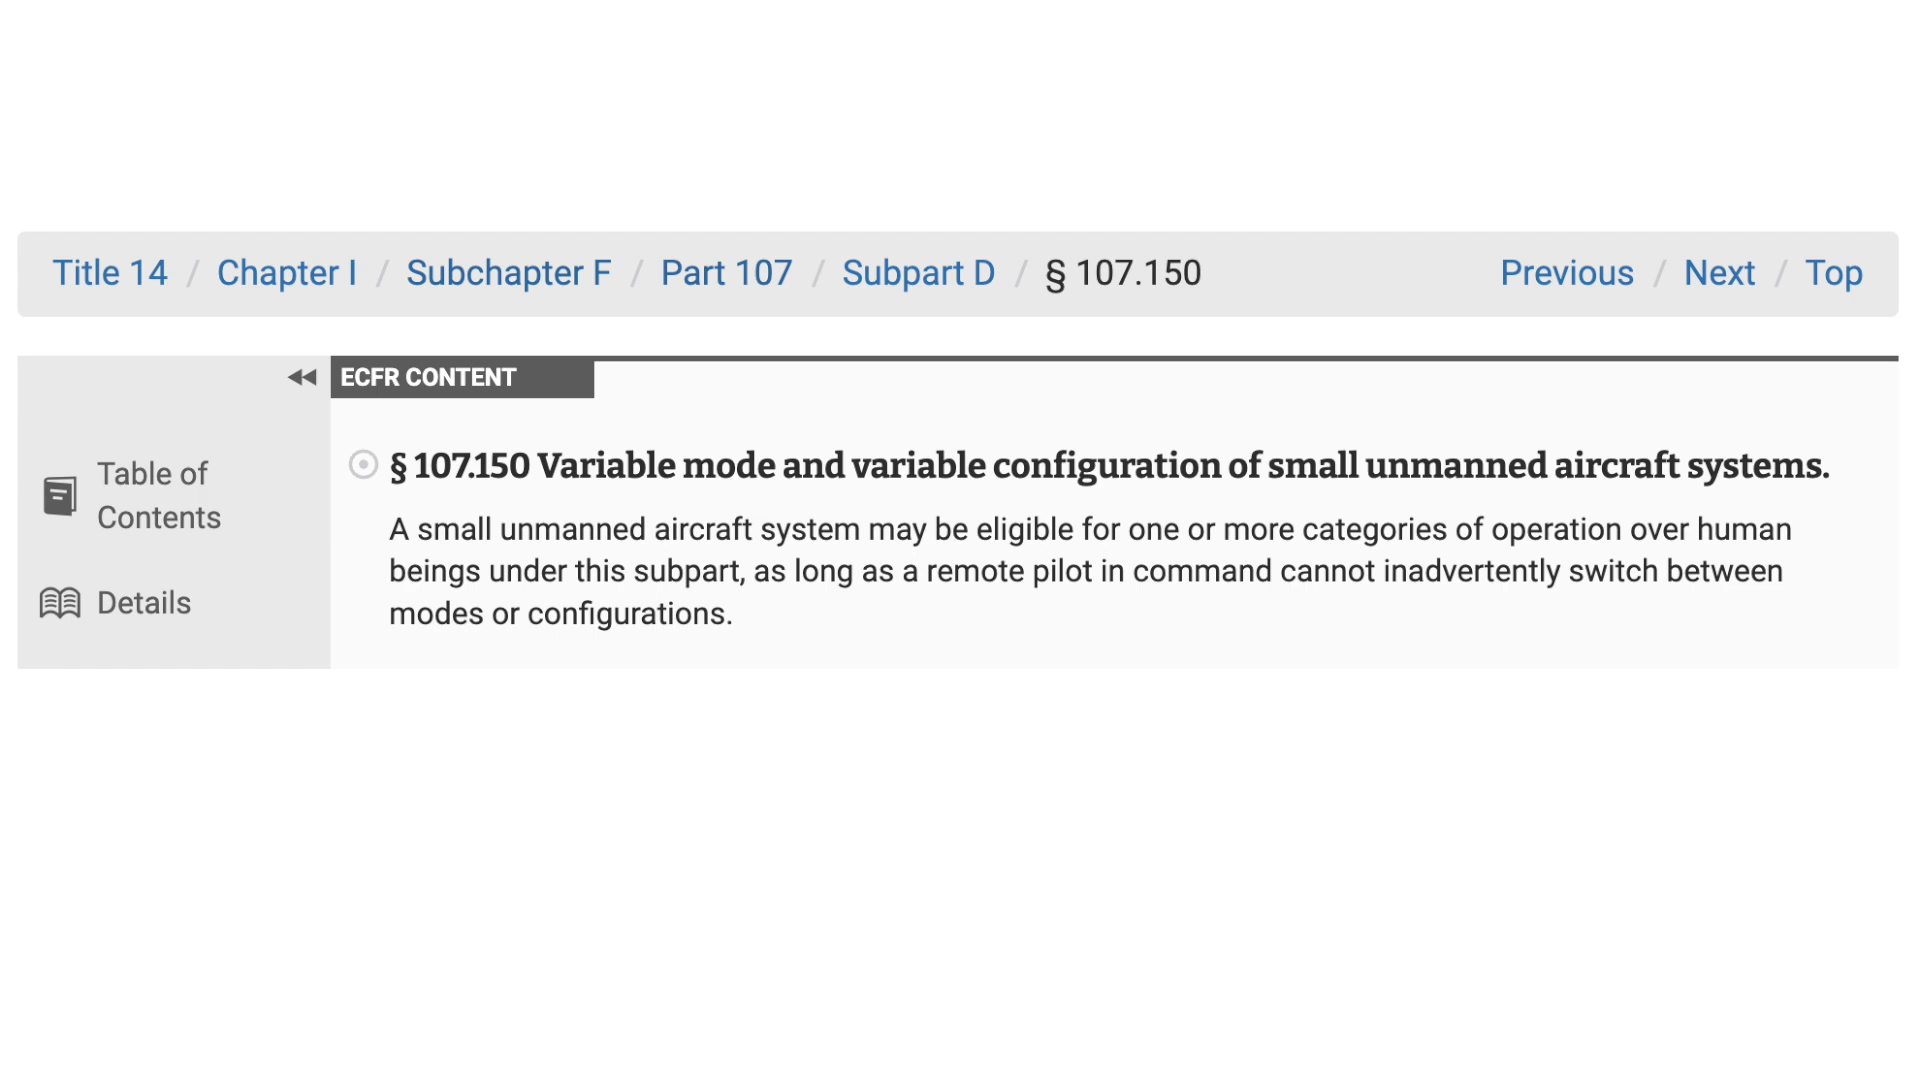 Title 14 / Chapter I / Subchapter F / Part 107 / Subpart D / § 107.150 Previous / Next / Top
ECFR CONTENT
Table of
Contents
Details
§ 107.150 Variable mode and variable configuration of small unmanned aircraft systems.
A small unmanned aircraft system may be eligible for one or more categories of operation over human
beings under this subpart, as long as a remote pilot in command cannot inadvertently switch between
modes or configurations.